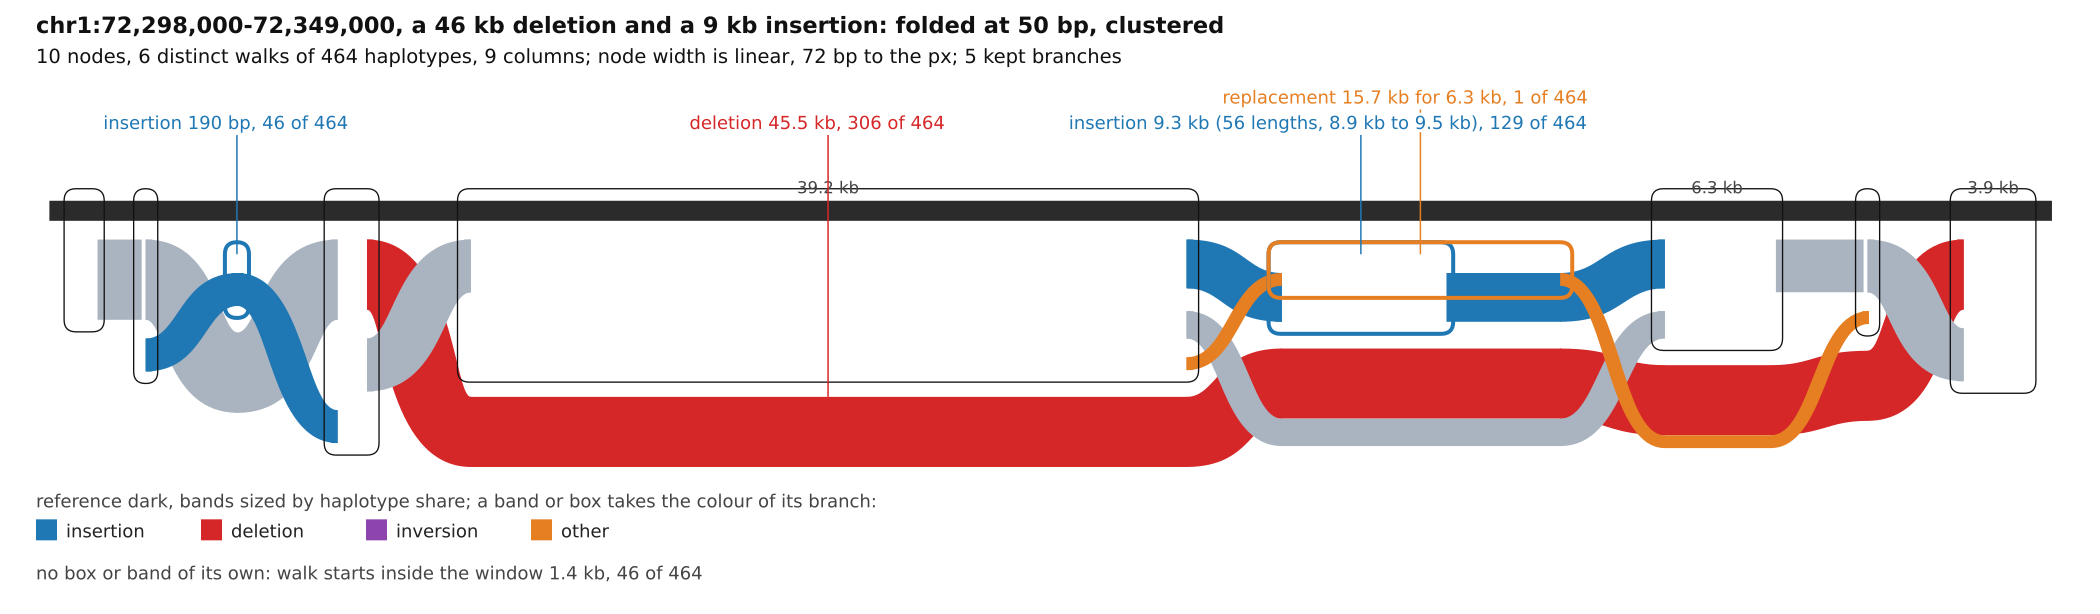 chr1:72,298,000-72,349,000, a 46 kb deletion and a 9 kb insertion: folded at 50 bp, clustered
10 nodes, 6 distinct walks of 464 haplotypes, 9 columns; node width is linear, 72 bp to the px; 5 kept branches
replacement 15.7 kb for 6.3 kb, 1 of 464
insertion 190 bp, 46 of 464
deletion 45.5 kb, 306 of 464
insertion 9.3 kb (56 lengths, 8.9 kb to 9.5 kb), 129 of 464
39.2 kb
6.3 kb
3.9 kb
reference dark, bands sized by haplotype share; a band or box takes the colour of its branch:
insertion
deletion
inversion
other
no box or band of its own: walk starts inside the window 1.4 kb, 46 of 464